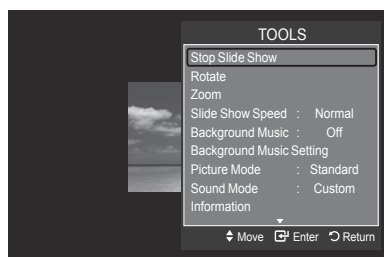 TOOLS
Stop Slide Show
Rotate
Zoom
Slide Show Speed : Normal
Background Music : Off
Background Music Setting
Picture Mode : Standard
Sound Mode : Custom
Information
Move Enter Return